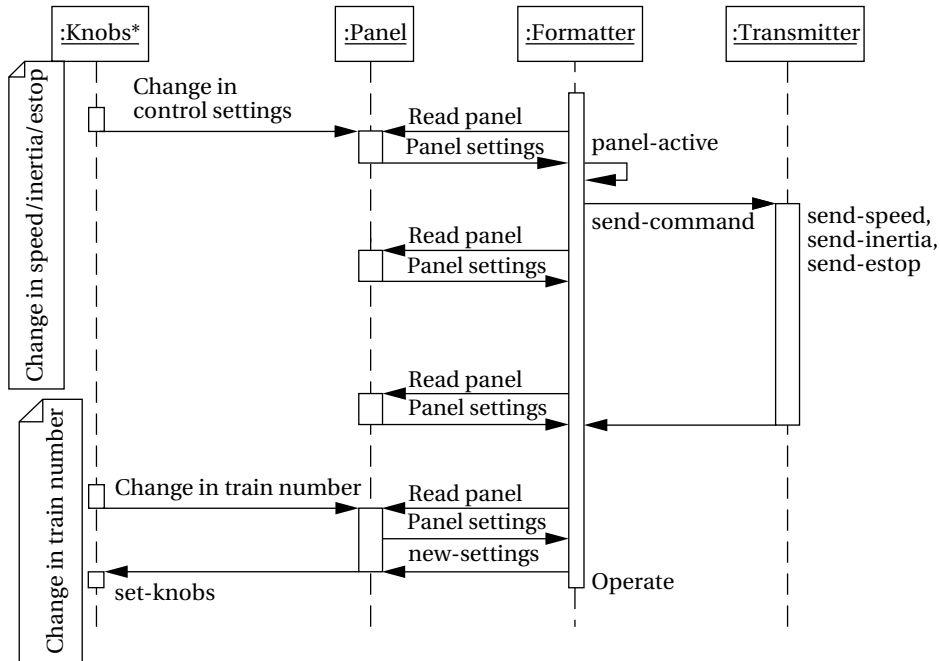 :Knobs*
:Panel
:Formatter
:Transmitter
Change in speed/inertia/estop
Change in
control settings
Read panel
Panel settings
panel-active
send-command
send-speed,
send-inertia,
send-estop
Read panel
Panel settings
Read panel
Panel settings
Change in train number
Change in train number
Read panel
Panel settings
new-settings
set-knobs
Operate